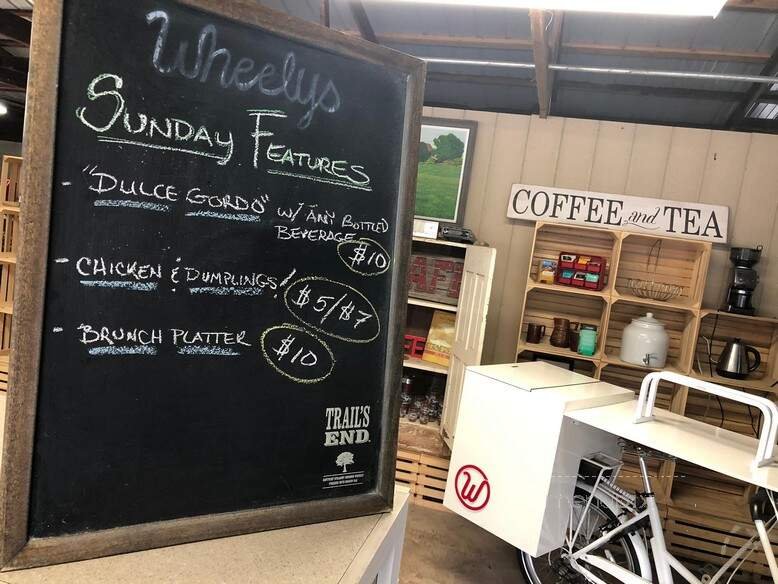 Wheelys
SUNDAY FEATURES
- "DULCE GORDO" W/ ANY BOTTLED
BEVERAGE $10
- CHICKEN & DUMPLINGS! $5/$7
- BRUNCH PLATTER $10
TRAIL'S
END
COFFEE and TEA
W